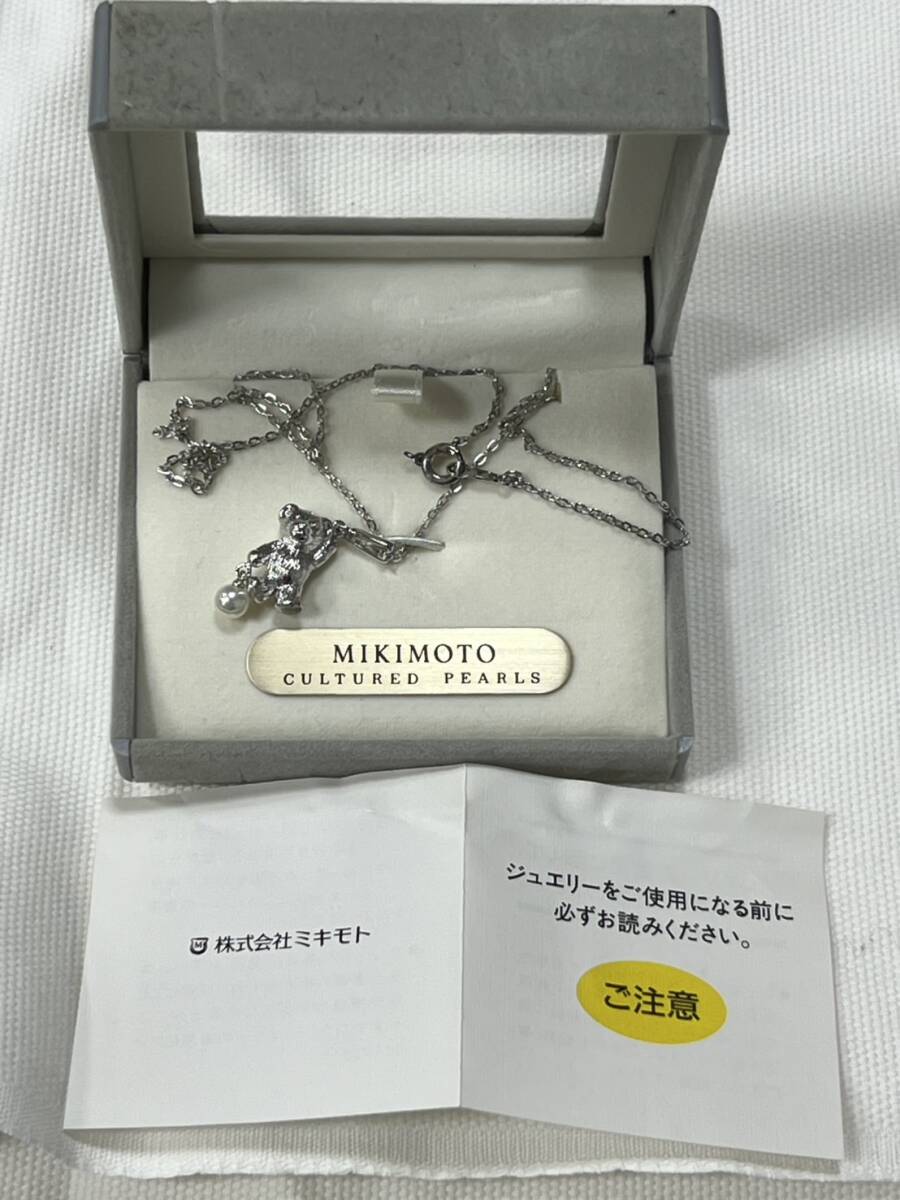 MIKIMOTO
CULTURED PEARLS
M 株式会社ミキモト
ジュエリーをご使用になる前に
必ずお読みください。
ご注意